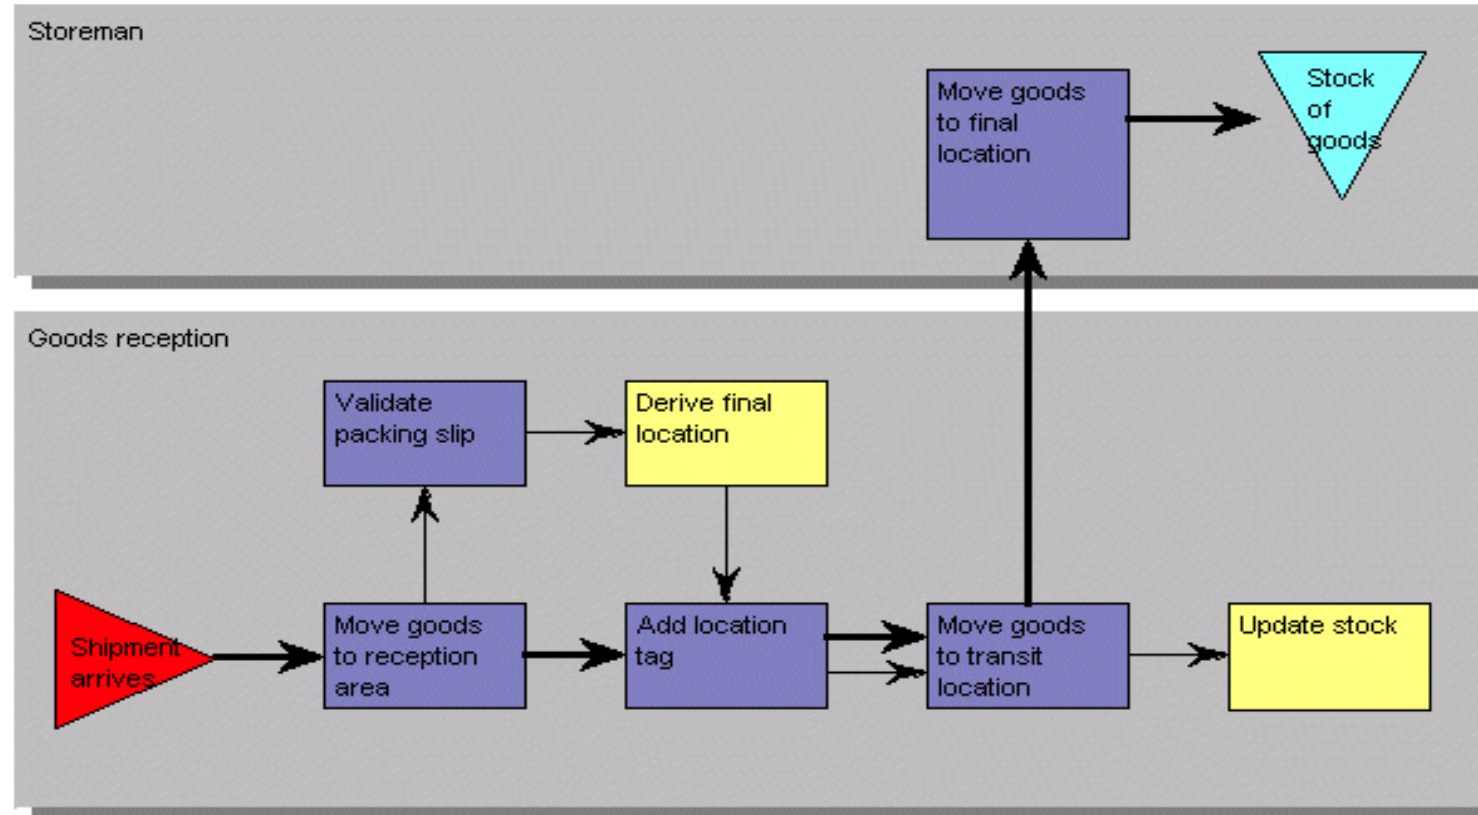 Storeman
Move goods
to final
location
Stock
of
goods
Goods reception
Validate
packing slip
Derive final
location
Shipment
arrives
Move goods
to reception
area
Add location
tag
Move goods
to transit
location
Update stock